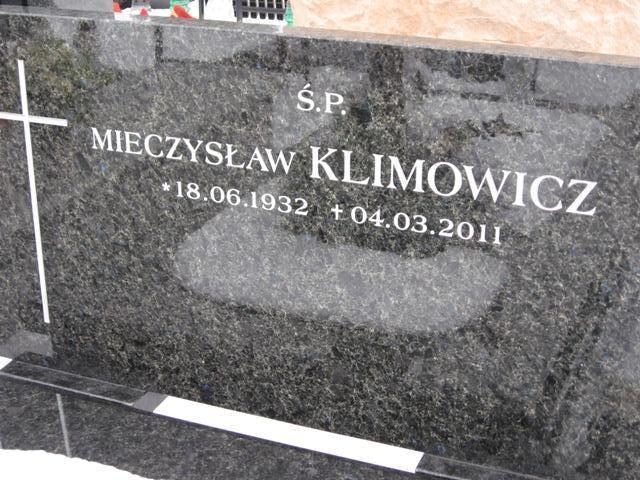 Ś.P.
MIECZYSŁAW KLIMOWICZ
*18.06.1932 +04.03.2011